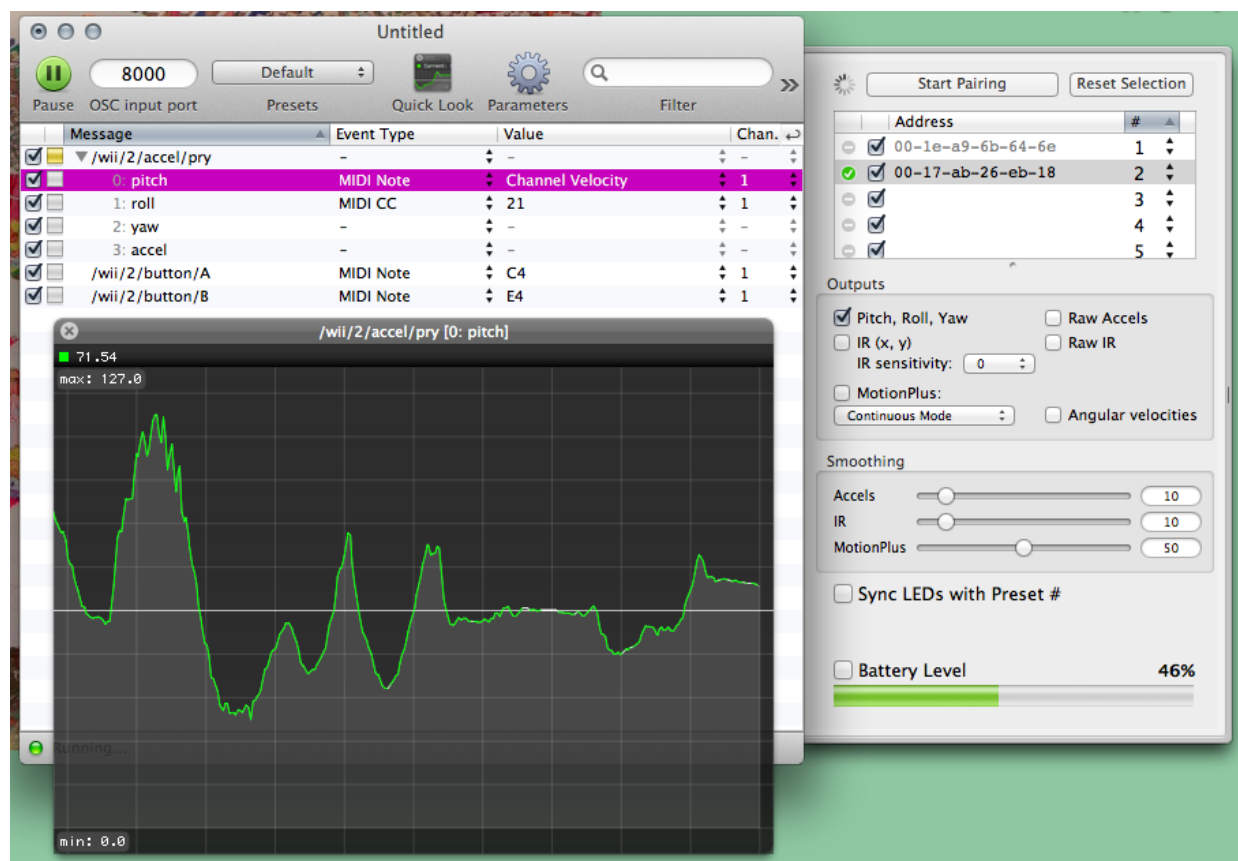 Untitled
8000
Default
Current:
Pause
OSC input port
Presets
Quick Look
Parameters
Filter
Message Event Type Value Chan.
/wii/2/accel/pry - - -
0: pitch MIDI Note Channel Velocity 1
1: roll MIDI CC 21 1
2: yaw - - -
3: accel - - -
/wii/2/button/A MIDI Note C4 1
/wii/2/button/B MIDI Note E4 1
/wii/2/accel/pry [0: pitch]
71.54
max: 127.0
min: 0.0
Running...
Start Pairing Reset Selection
Address #
00-1e-a9-6b-64-6e 1
00-17-ab-26-eb-18 2
3
4
5
Outputs
Pitch, Roll, Yaw Raw Accels
IR (x, y) Raw IR
IR sensitivity: 0
MotionPlus:
Continuous Mode Angular velocities
Smoothing
Accels 10
IR 10
MotionPlus 50
Sync LEDs with Preset #
Battery Level 46%